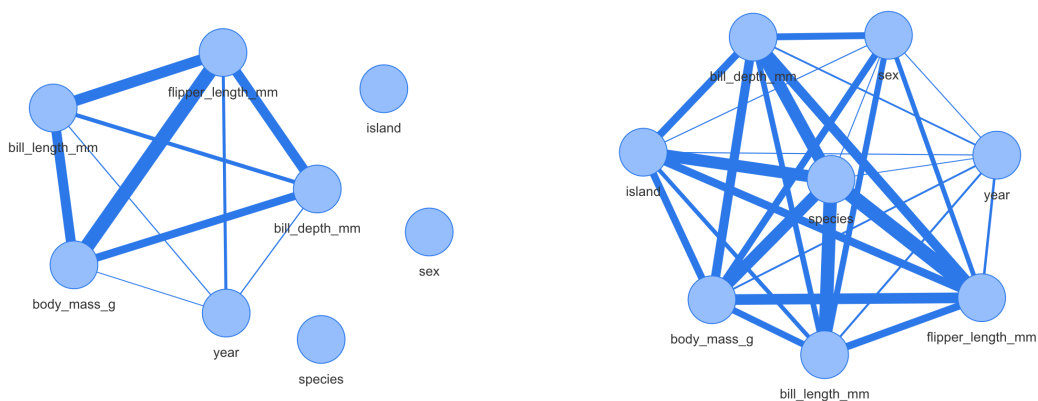 flipper_length_mm
island
bill_length_mm
bill_depth_mm
sex
body_mass_g
year
species
bill_depth_mm
sex
island
year
species
body_mass_g
flipper_length_mm
bill_length_mm